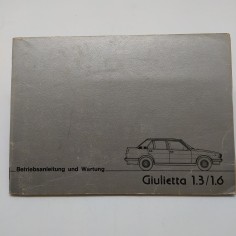 Betriebsanleitung und Wartung
Giulietta 1.3/1.6